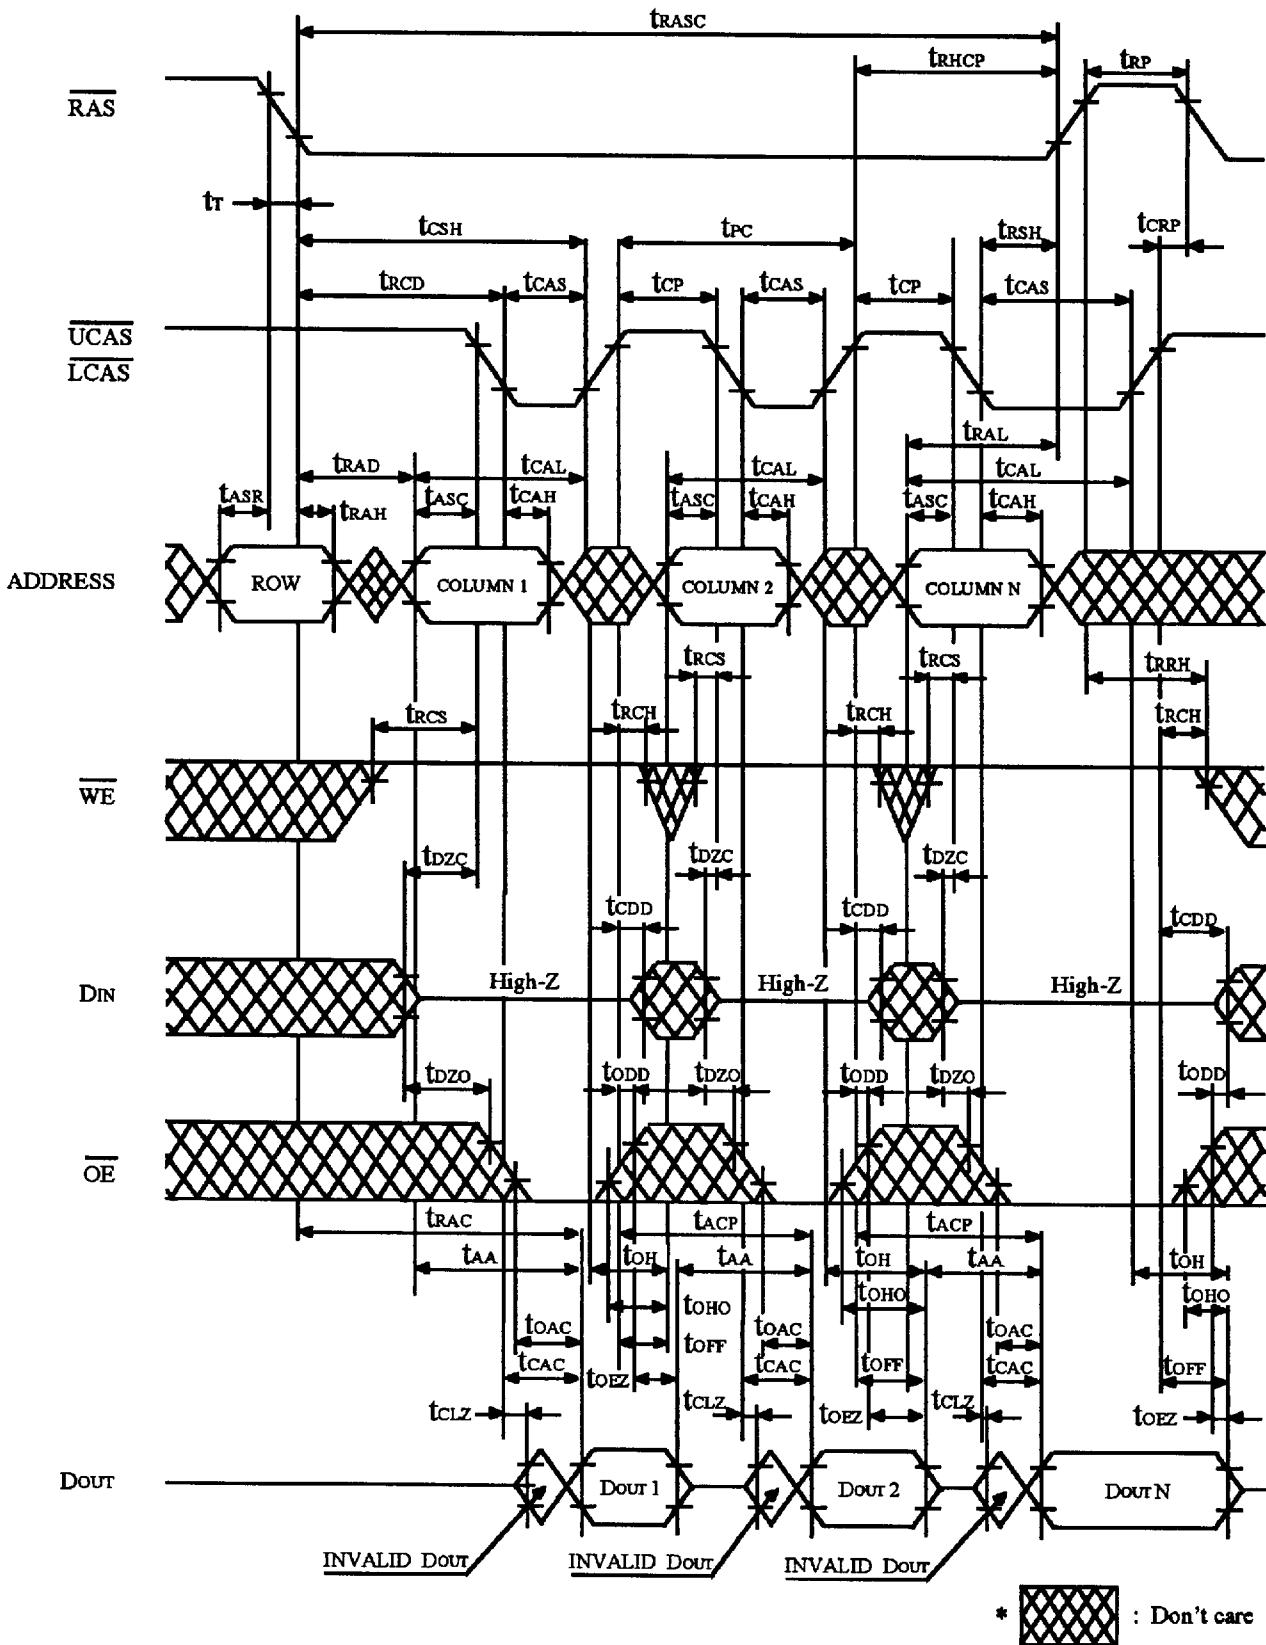 tRASC
tRHCP tRP
RAS
tT
tCSH tPC tRSH tCRP
tRCD tCAS tCP tCAS tCP tCAS
UCAS
LCAS
tRAL
tRAD tCAL tCAL tCAL
tASR tRAH tASC tCAH tASC tCAH tASC tCAH
ADDRESS ROW COLUMN 1 COLUMN 2 COLUMN N
tRCS tRCS tRRH
tRCS tRCH tRCH tRCH
WE
tDZC tDZC tDZC
tCDD tCDD tCDD
DIN High-Z High-Z High-Z
tDZO tODD tDZO tODD tDZO tODD
OE
tRAC tACP tACP
tAA tOH tAA tOH tAA tOH
tOHO tOHO tOHO
tOAC tOFF tOAC tOAC
tCAC tOEZ tCAC tOFF tCAC tOFF
tCLZ tCLZ tOEZ tCLZ tOEZ
DOUT DOUT 1 DOUT 2 DOUT N
INVALID DOUT INVALID DOUT INVALID DOUT
* : Don't care